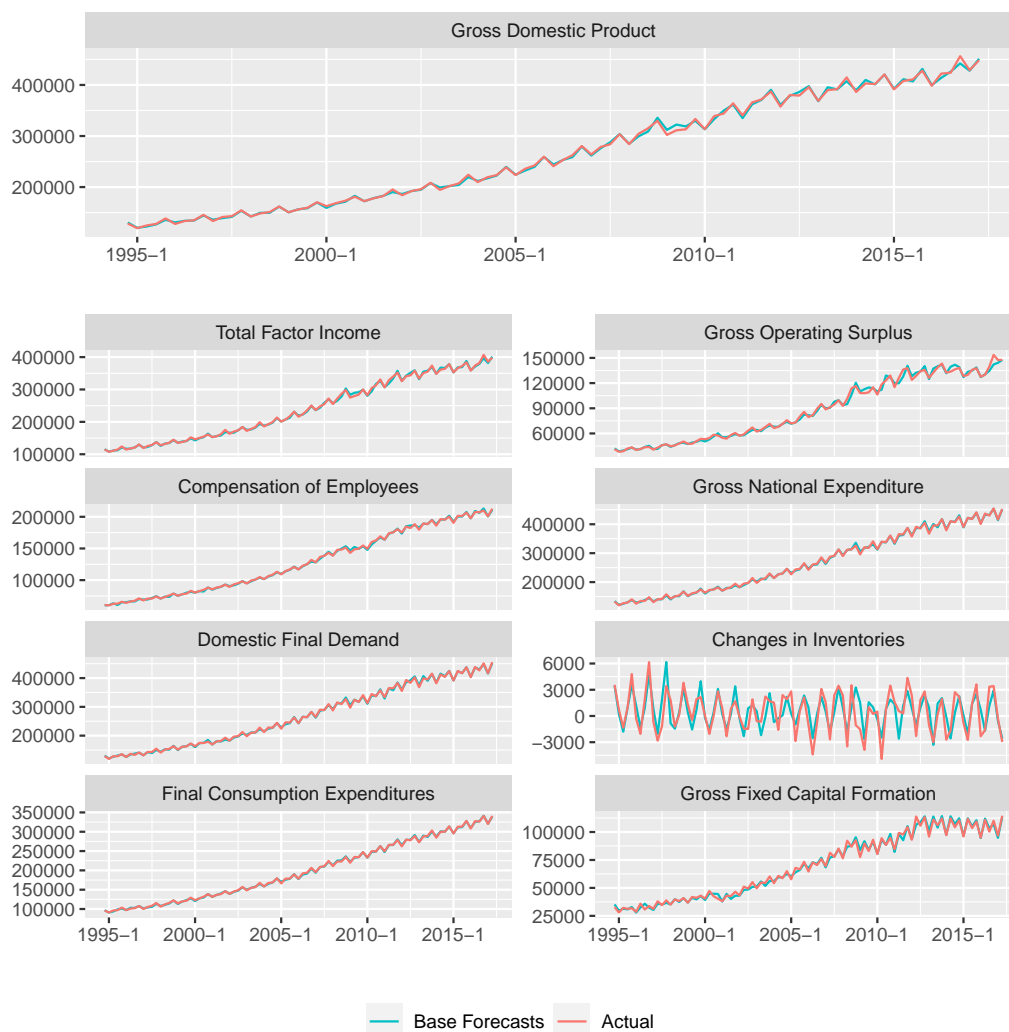 Gross Domestic Product
400000
300000
200000
1995−1 2000−1 2005−1 2010−1 2015−1
Total Factor Income
400000
300000
200000
100000
Gross Operating Surplus
150000
120000
90000
60000
Compensation of Employees
200000
150000
100000
Gross National Expenditure
400000
300000
200000
Domestic Final Demand
400000
300000
200000
Changes in Inventories
6000
3000
0
−3000
Final Consumption Expenditures
350000
300000
250000
200000
150000
100000
1995−1 2000−1 2005−1 2010−1 2015−1
Gross Fixed Capital Formation
100000
75000
50000
25000
1995−1 2000−1 2005−1 2010−1 2015−1
Base Forecasts Actual